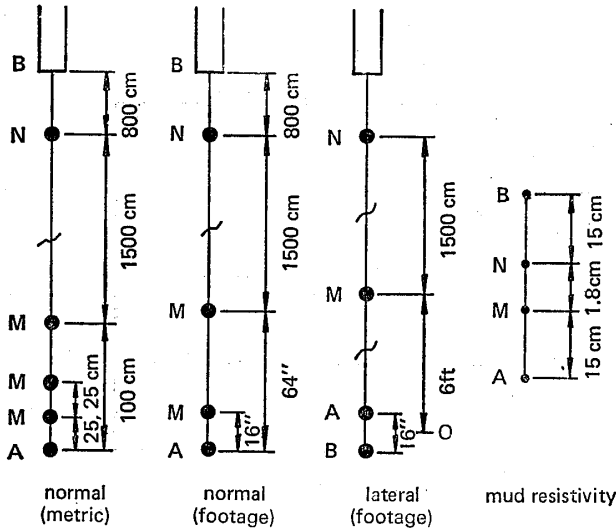 B
N
M
M
M
A
800 cm
1500 cm
100 cm
25, 25 cm
normal
(metric)
B
N
M
M
A
800 cm
1500 cm
64"
16"
normal
(footage)
N
M
A
B
1500 cm
6ft
16"
O
lateral
(footage)
B
N
M
A
15 cm
1.8cm
15 cm
mud resistivity